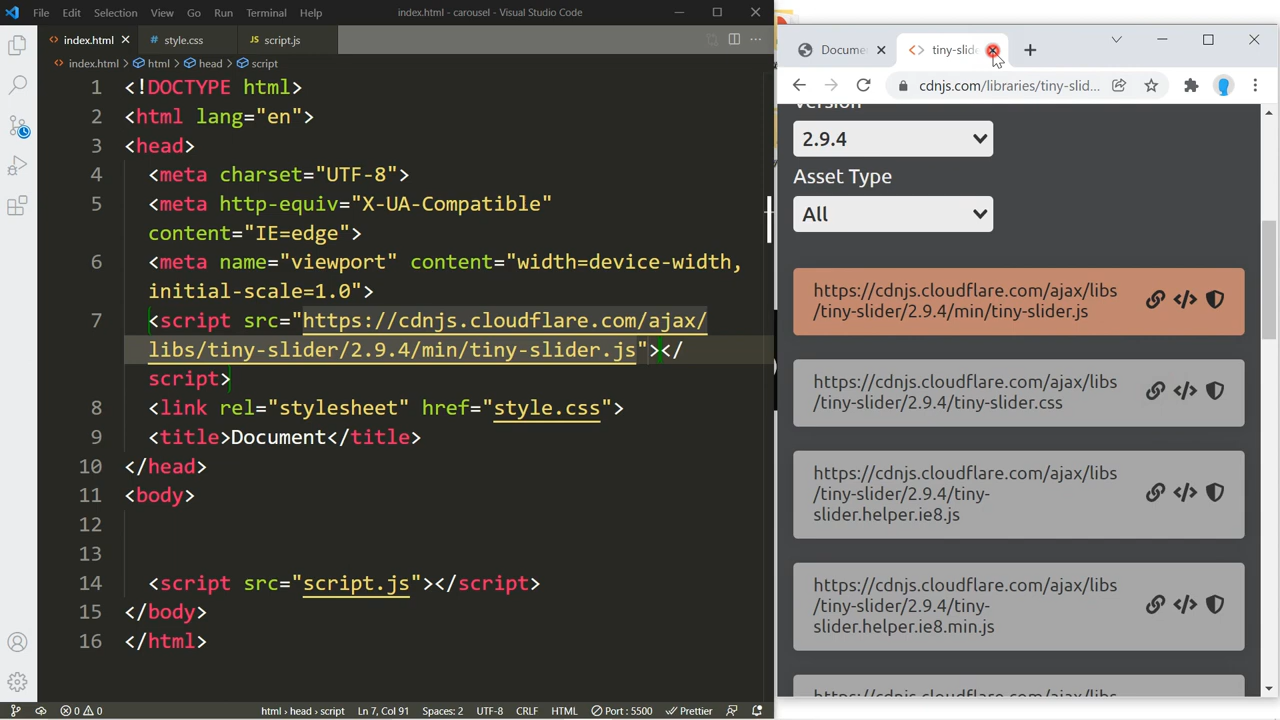 File Edit Selection View Go Run Terminal Help index.html - carousel - Visual Studio Code
index.html style.css script.js
index.html html head script
1 <!DOCTYPE html>
2 <html lang="en">
3 <head>
4 <meta charset="UTF-8">
5 <meta http-equiv="X-UA-Compatible"
content="IE=edge">
6 <meta name="viewport" content="width=device-width,
initial-scale=1.0">
7 <script src="https://cdnjs.cloudflare.com/ajax/
libs/tiny-slider/2.9.4/min/tiny-slider.js"></
script>
8 <link rel="stylesheet" href="style.css">
9 <title>Document</title>
10 </head>
11 <body>
12
13
14 <script src="script.js"></script>
15 </body>
16 </html>
0 0 html › head › script Ln 7, Col 91 Spaces: 2 UTF-8 CRLF HTML Port : 5500 Prettier
Docume tiny-slid
cdnjs.com/libraries/tiny-slid...
Version
2.9.4
Asset Type
All
https://cdnjs.cloudflare.com/ajax/libs
/tiny-slider/2.9.4/min/tiny-slider.js
https://cdnjs.cloudflare.com/ajax/libs
/tiny-slider/2.9.4/tiny-slider.css
https://cdnjs.cloudflare.com/ajax/libs
/tiny-slider/2.9.4/tiny-
slider.helper.ie8.js
https://cdnjs.cloudflare.com/ajax/libs
/tiny-slider/2.9.4/tiny-
slider.helper.ie8.min.js
https://cdnjs.cloudflare.com/ajax/libs